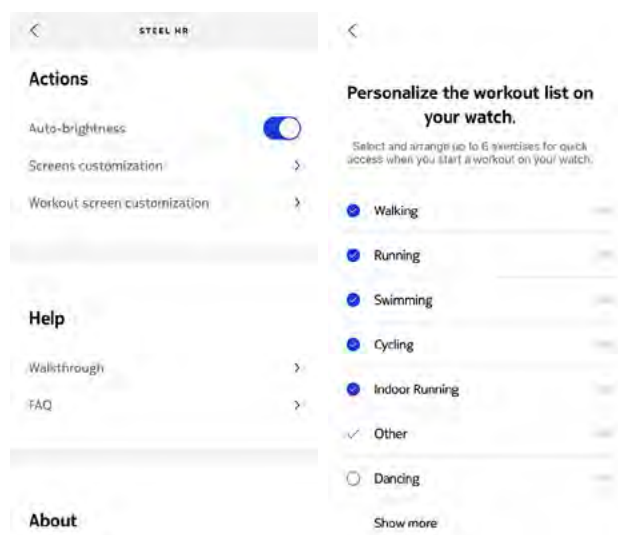 STEEL HR
Actions
Auto-brightness
Screens customization
Workout screen customization
Help
Walkthrough
FAQ
About
Personalize the workout list on
your watch.
Select and arrange up to 6 exercises for quick
access when you start a workout on your watch.
Walking
Running
Swimming
Cycling
Indoor Running
Other
Dancing
Show more